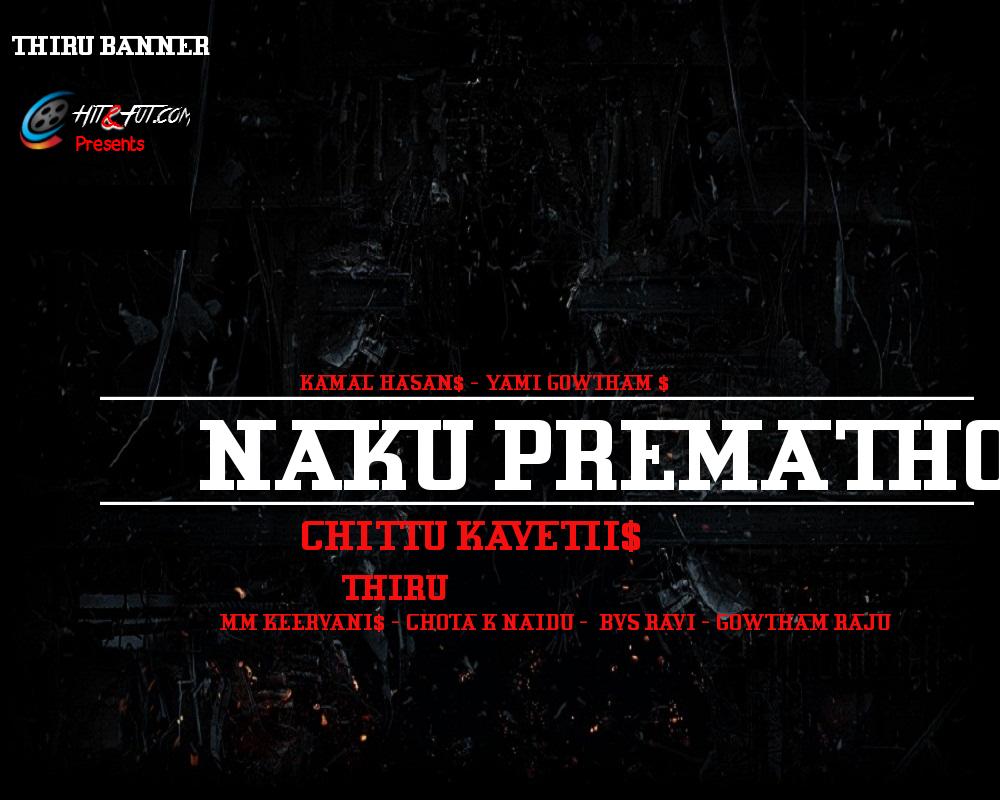 THIRU BANNER
HIT&FUT.COM
Presents
KAMAL HASAN$ - YAMI GOWTHAM $
NAKU PREMATHO
CHITTU KAVETII$
THIRU
MM KEERVANI$ - CHOTA K NAIDU - BVS RAVI - GOWTHAM RAJU